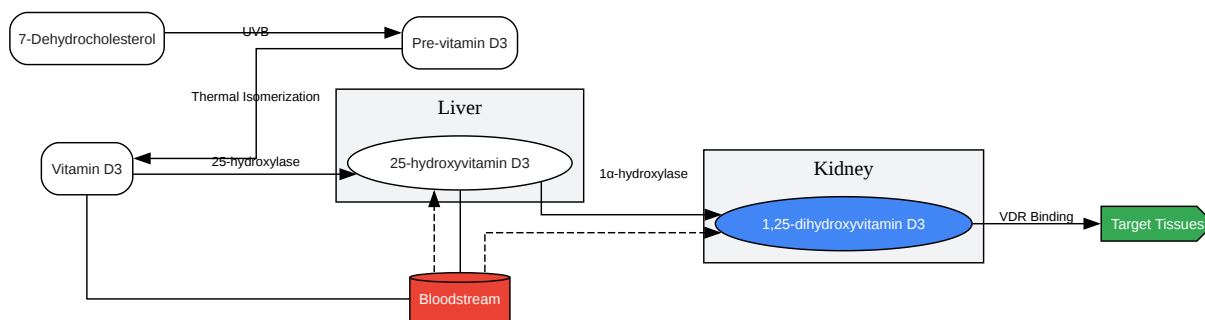 7-Dehydrocholesterol
UVB
Pre-vitamin D3
Thermal Isomerization
Liver
Vitamin D3
25-hydroxylase
25-hydroxyvitamin D3
1α-hydroxylase
Kidney
1,25-dihydroxyvitamin D3
VDR Binding
Target Tissues
Bloodstream